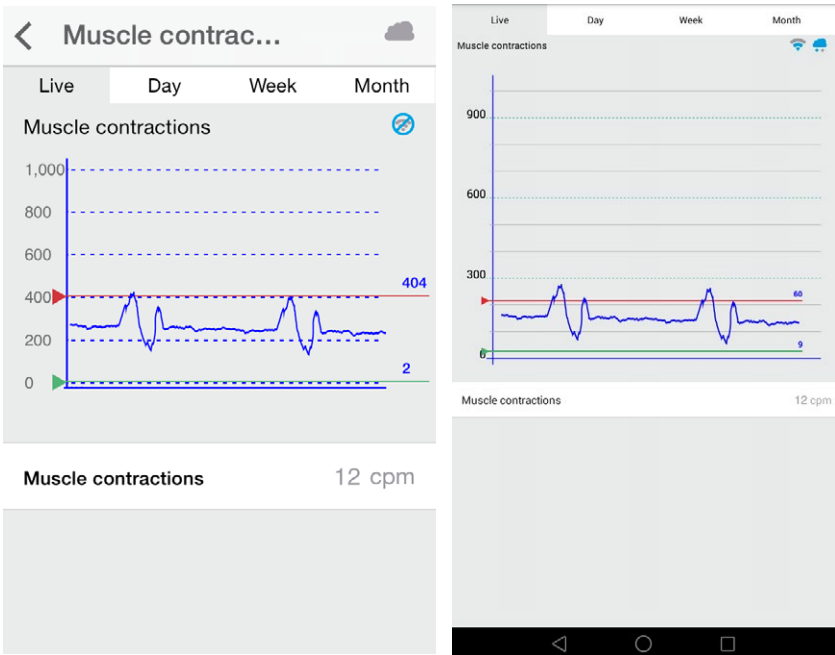 Muscle contrac...
Live Day Week Month
Muscle contractions
1,000
800
600
404
400
200
2
0
Muscle contractions 12 cpm
Live Day Week Month
Muscle contractions
900
600
300
60
9
0
Muscle contractions 12 cpm